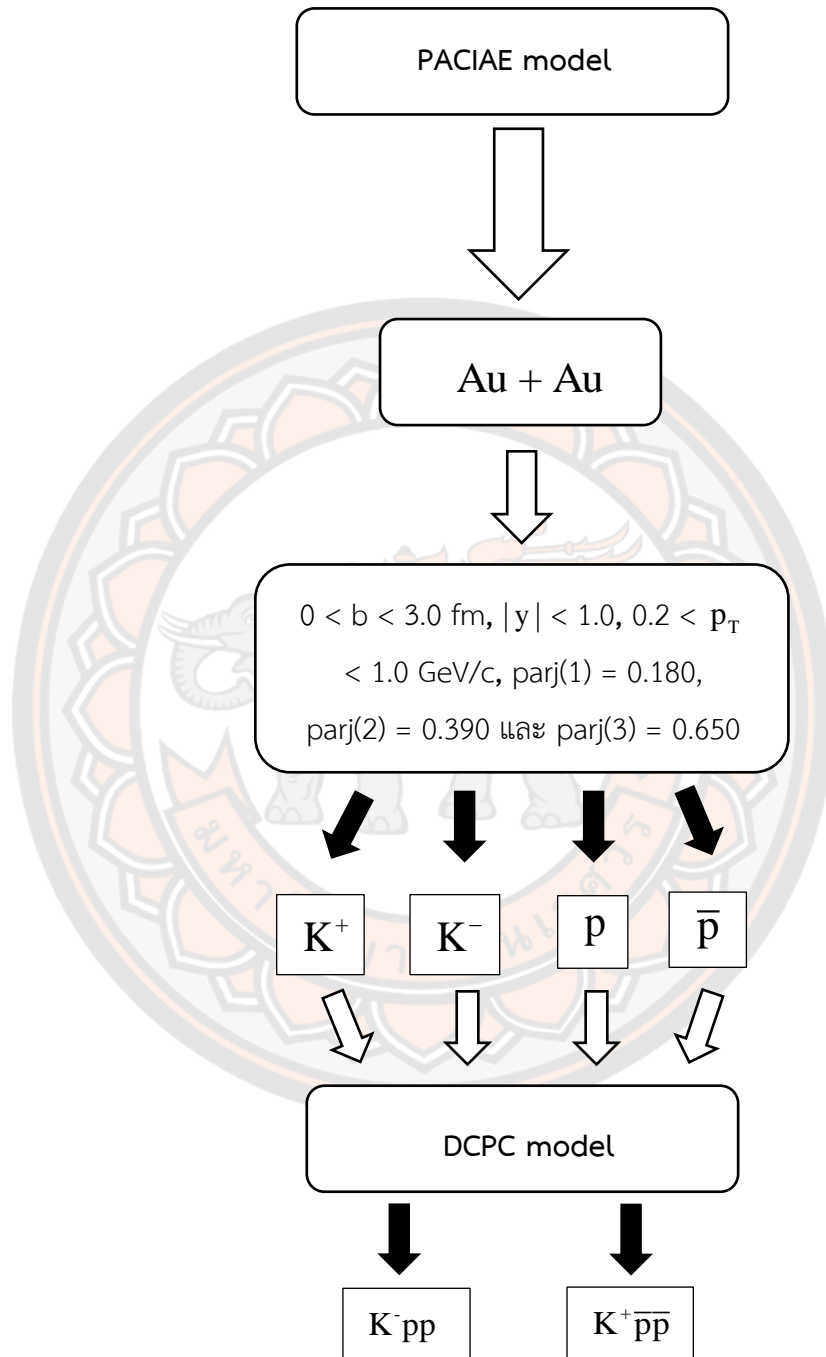 PACIAE model
Au + Au
0 < b < 3.0 fm, |y| < 1.0, 0.2 < p_T
< 1.0 GeV/c, parj(1) = 0.180,
parj(2) = 0.390 และ parj(3) = 0.650
K⁺ K⁻ p p̅
DCPC model
K⁻pp K⁺p̅p̅